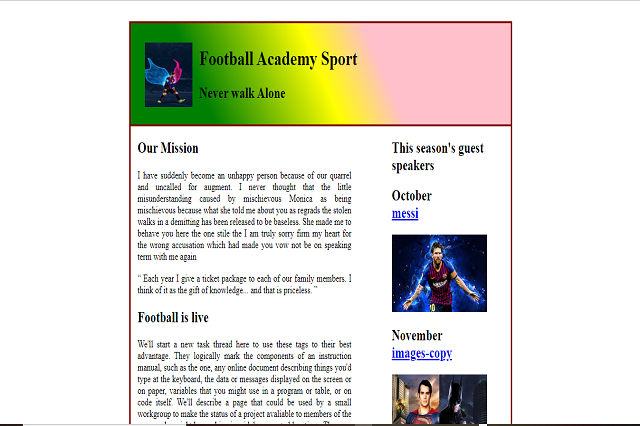 Football Academy Sport
Never walk Alone
Our Mission
I have suddenly become an unhappy person because of our quarrel
and uncalled for augment. I never thought that the little
misunderstanding caused by mischievous Monica as being
mischievous because what she told me about you as regrads the stolen
walks in a demitting has been released to be baseless. She made me to
behave you here the one stile the I am truly sorry firm my heart for
the wrong accusation which had made you vow not be on speaking
term with me again
“ Each year I give a ticket package to each of our family members. I
think of it as the gift of knowledge... and that is priceless. ”
Football is live
We'll start a new task thread here to use these tags to their best
advantage. They logically mark the components of an instruction
manual, such as the one, any online document describing things you'd
type at the keyboard, the data or messages displayed on the screen or
on paper, variables that you might use in a program or table, or on
code itself. We'll describe a page that could be used by a small
workgroup to make the status of a project avaliable to members of the
This season's guest
speakers
October
messi
November
images-copy